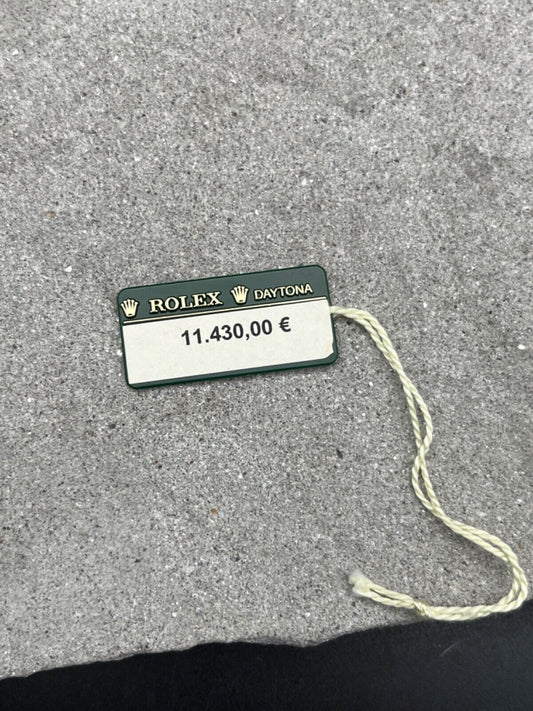 ROLEX DAYTONA
11.430,00 €